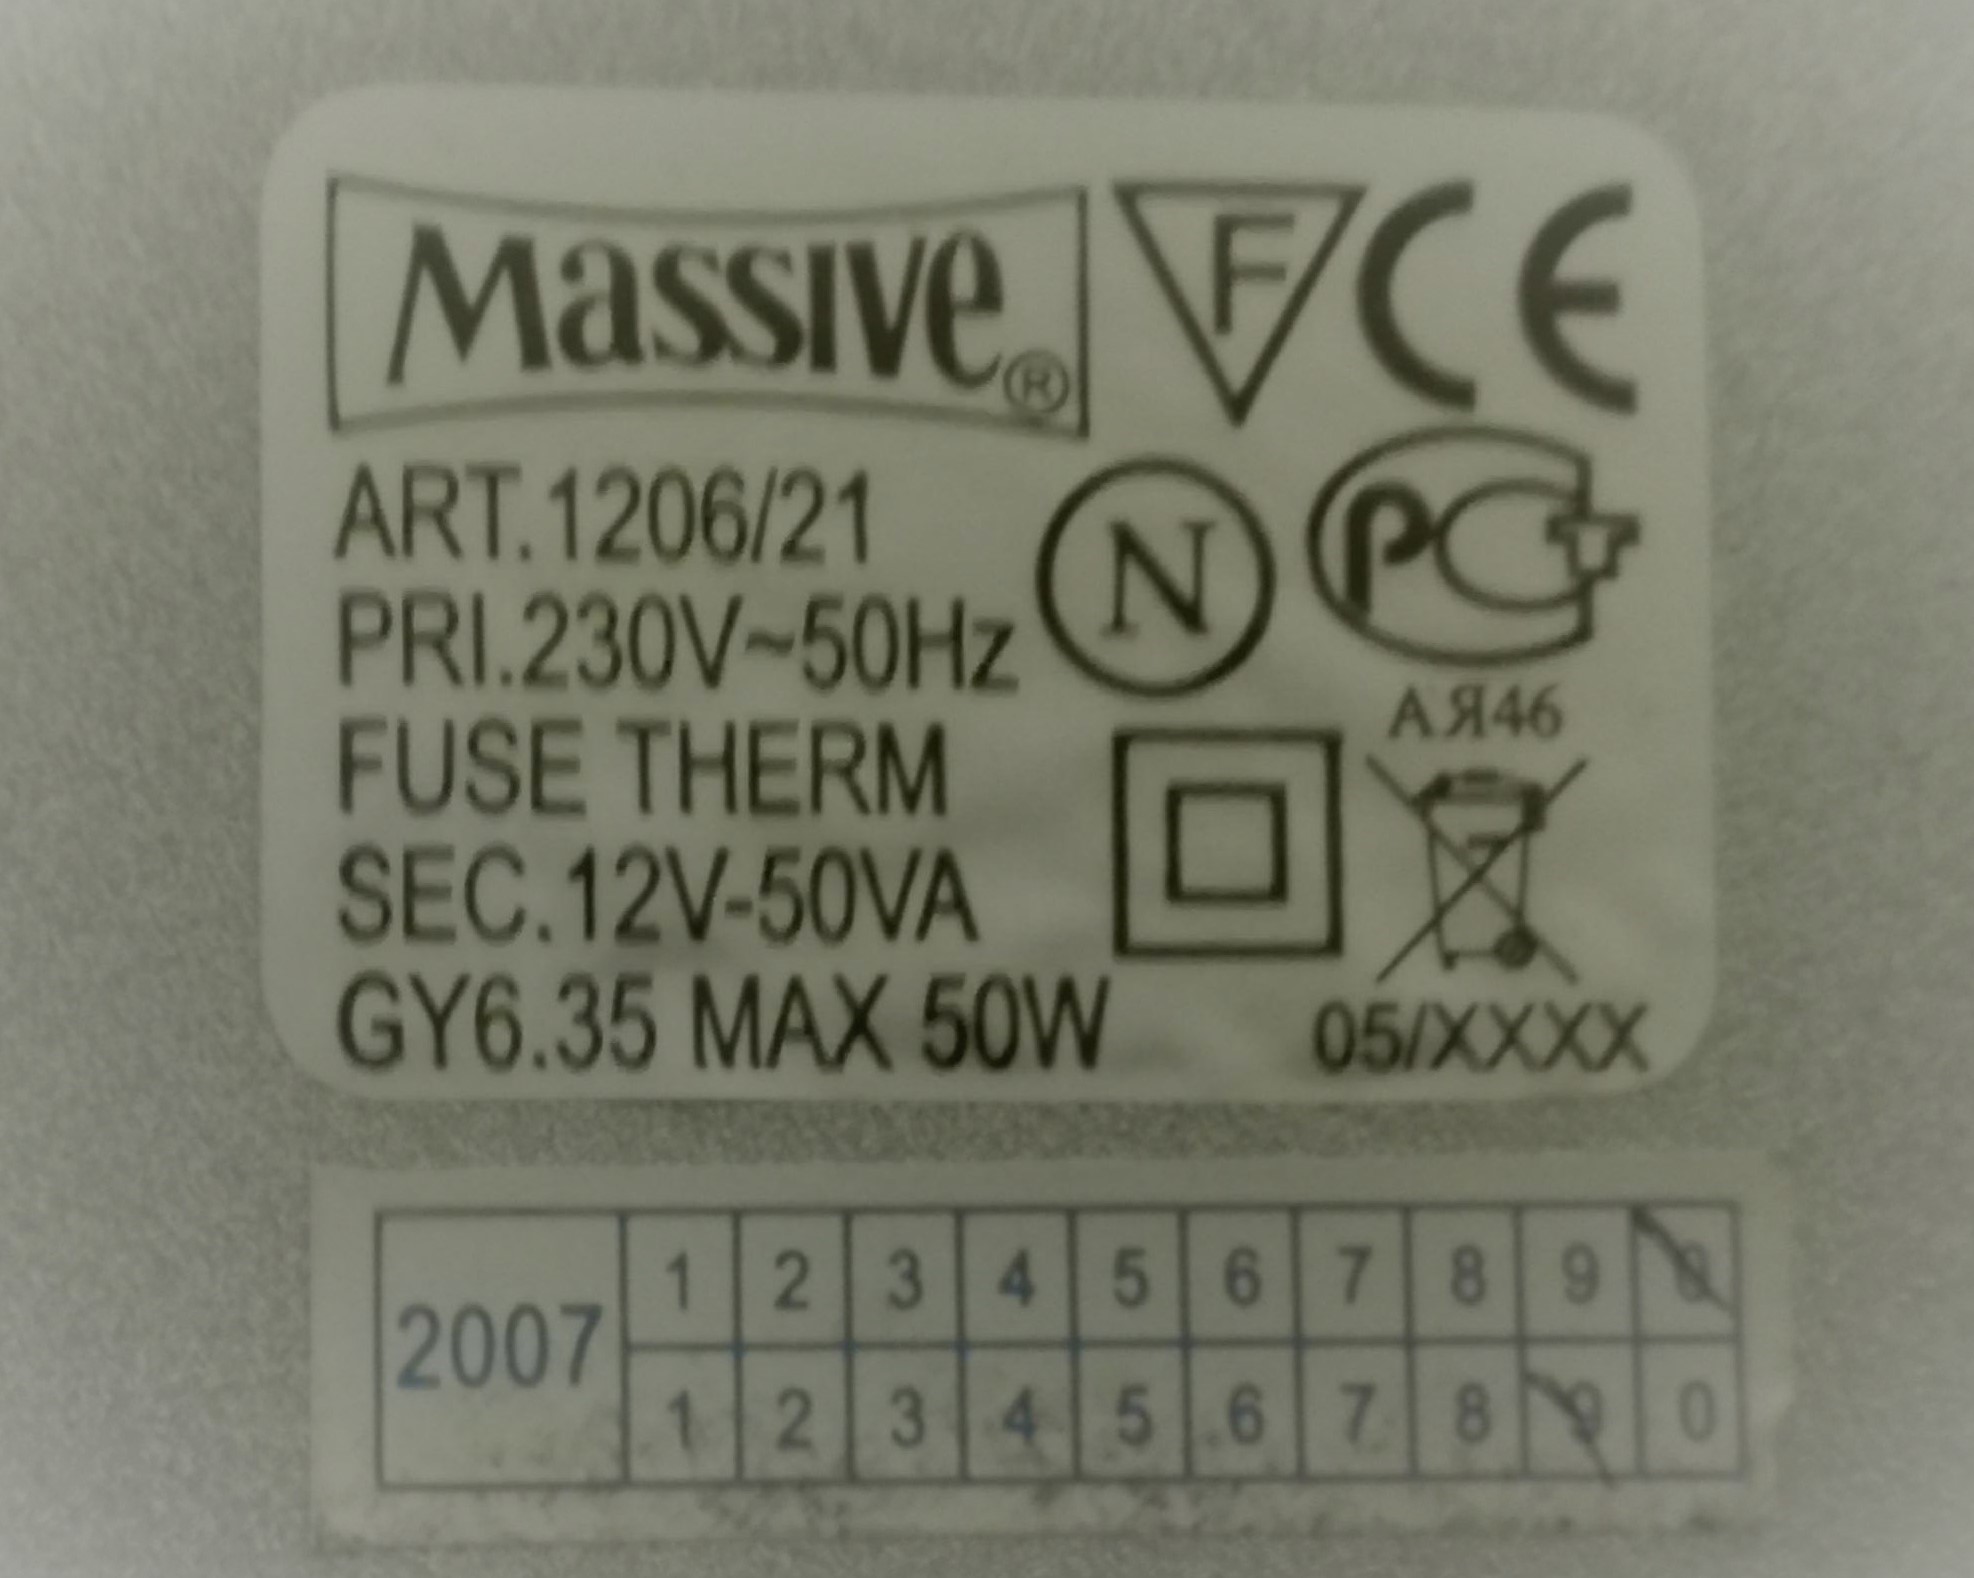 Massive®
F CE
ART.1206/21
N
PC
PRI.230V~50Hz
АЯ46
FUSE THERM
SEC.12V-50VA
GY6.35 MAX 50W
05/XXXX
2007
1 2 3 4 5 6 7 8 9 0
1 2 3 4 5 6 7 8 9 0